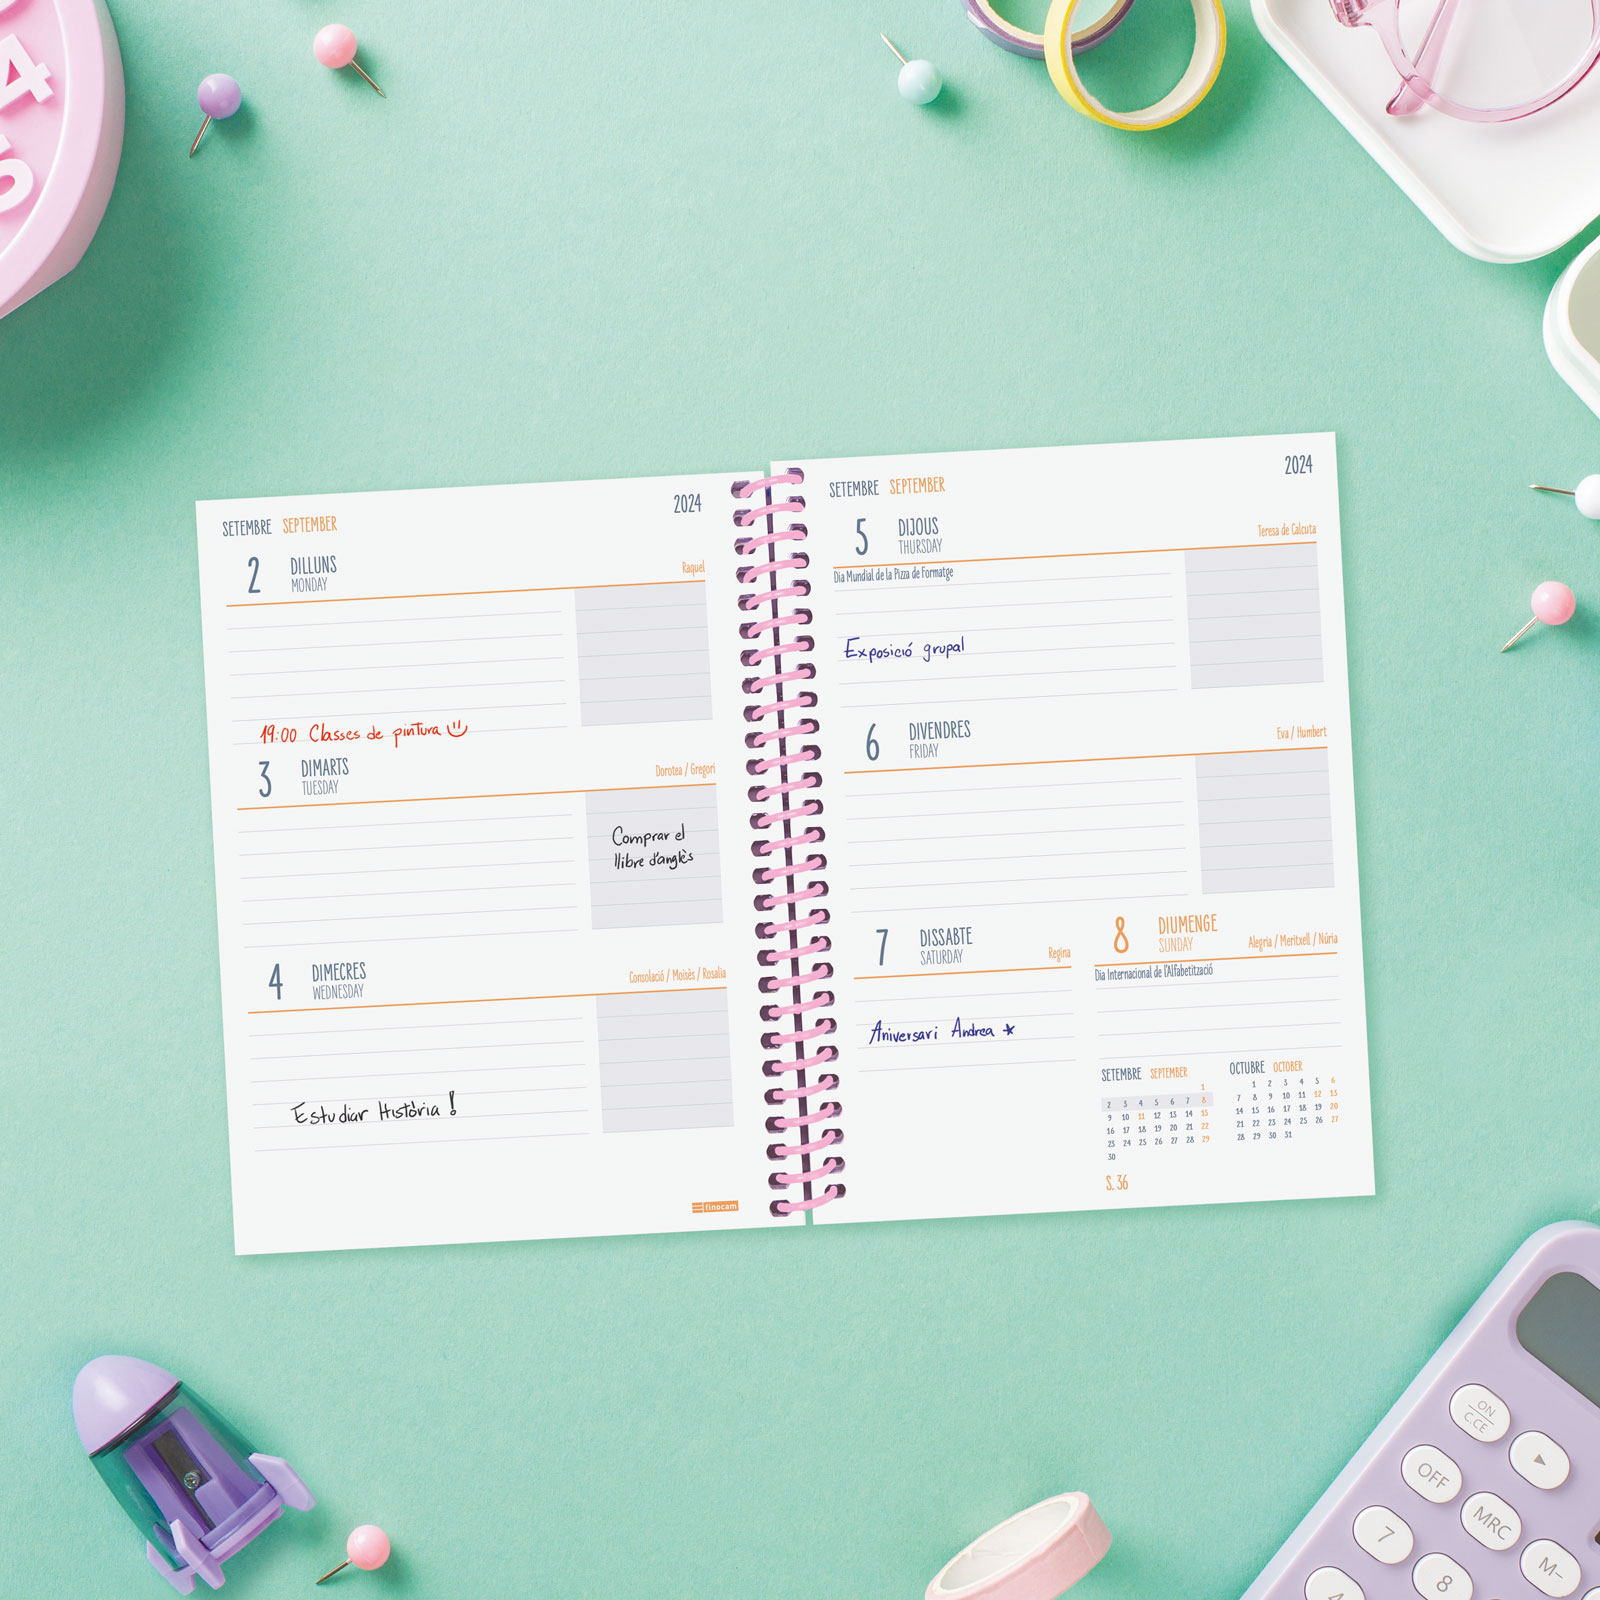 SETEMBRE SEPTEMBER 2024
2 DILLUNS
MONDAY
Raquel
19:00 Classes de pintura
3 DIMARTS
TUESDAY
Dorotea / Gregori
Comprar el
llibre d'anglès
4 DIMECRES
WEDNESDAY
Consolació / Moisès / Rosalia
Estudiar Història !
finocam
SETEMBRE SEPTEMBER 2024
5 DIJOUS
THURSDAY
Teresa de Calcuta
Dia Mundial de la Pizza de Formatge
Exposició grupal
6 DIVENDRES
FRIDAY
Eva / Humbert
7 DISSABTE
SATURDAY
Regina
Aniversari Andrea
8 DIUMENGE
SUNDAY
Alegria / Meritxell / Núria
Dia Internacional de l'Alfabetització
SETEMBRE SEPTEMBER
1
2 3 4 5 6 7 8
9 10 11 12 13 14 15
16 17 18 19 20 21 22
23 24 25 26 27 28 29
30
OCTUBRE OCTOBER
1 2 3 4 5 6
7 8 9 10 11 12 13
14 15 16 17 18 19 20
21 22 23 24 25 26 27
28 29 30 31
S. 36
4
5
ON
C.CE
OFF
MRC
7
M-
8
4